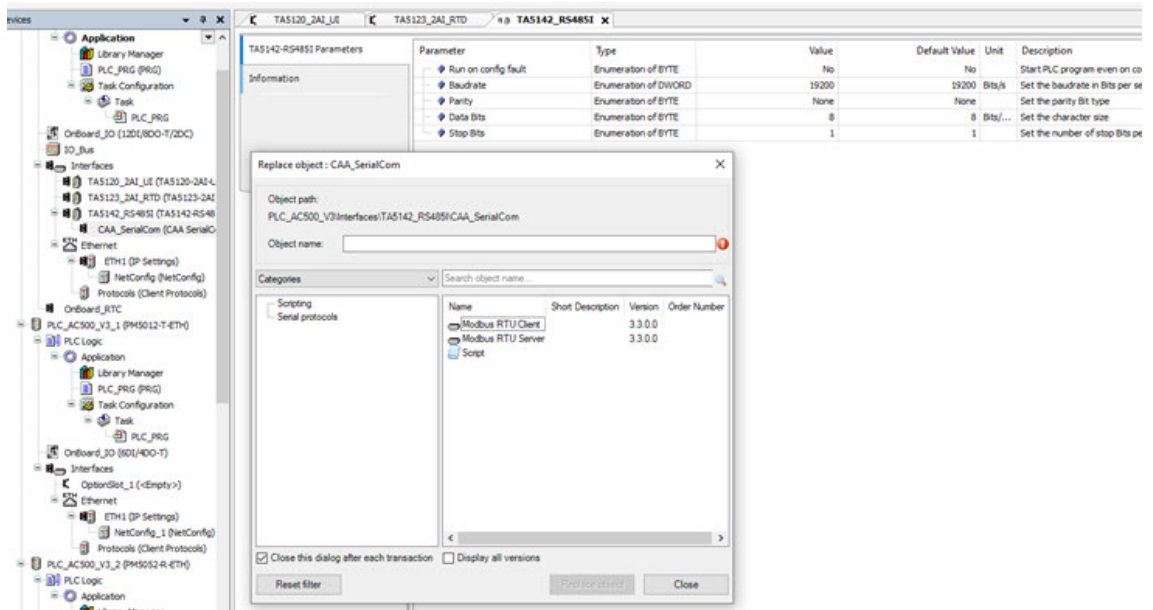 evices
Application
Library Manager
PLC_PRG (PRG)
Task Configuration
Task
PLC_PRG
OnBoard_IO (12DI/8DO-T/2DC)
IO_Bus
Interfaces
TA5120_2AI_UI (TA5120-2AI-U
TA5123_2AI_RTD (TA5123-2AI
TA5142_RS485I (TA5142-RS48
CAA_SerialCom (CAA SerialCo
Ethernet
ETH1 (IP Settings)
NetConfig (NetConfig)
Protocols (Client Protocols)
OnBoard_RTC
PLC_AC500_V3_1 (PM5012-T-ETH)
PLC Logic
Application
Library Manager
PLC_PRG (PRG)
Task Configuration
Task
PLC_PRG
OnBoard_IO (6DI/4DO-T)
Interfaces
OptionSlot_1 (<Empty>)
Ethernet
ETH1 (IP Settings)
NetConfig_1 (NetConfig)
Protocols (Client Protocols)
PLC_AC500_V3_2 (PM5052-R-ETH)
PLC Logic
Application
TA5120_2AI_UI TA5123_2AI_RTD TA5142_RS485I
TA5142-RS485I Parameters
Information
Parameter Type Value Default Value Unit Description
Run on config fault Enumeration of BYTE No No Start PLC program even on co
Baudrate Enumeration of DWORD 19200 19200 Bits/s Set the baudrate in Bits per se
Parity Enumeration of BYTE None None Set the parity Bit type
Data Bits Enumeration of BYTE 8 8 Bits/... Set the character size
Stop Bits Enumeration of BYTE 1 1 Set the number of stop Bits pe
Replace object : CAA_SerialCom
Object path:
PLC_AC500_V3\Interfaces\TA5142_RS485I\CAA_SerialCom
Object name:
Categories Search object name...
Scripting
Serial protocols
Name Short Description Version Order Number
Modbus RTU Client 3.3.0.0
Modbus RTU Server 3.3.0.0
Script
Close this dialog after each transaction Display all versions
Reset filter Replace object Close